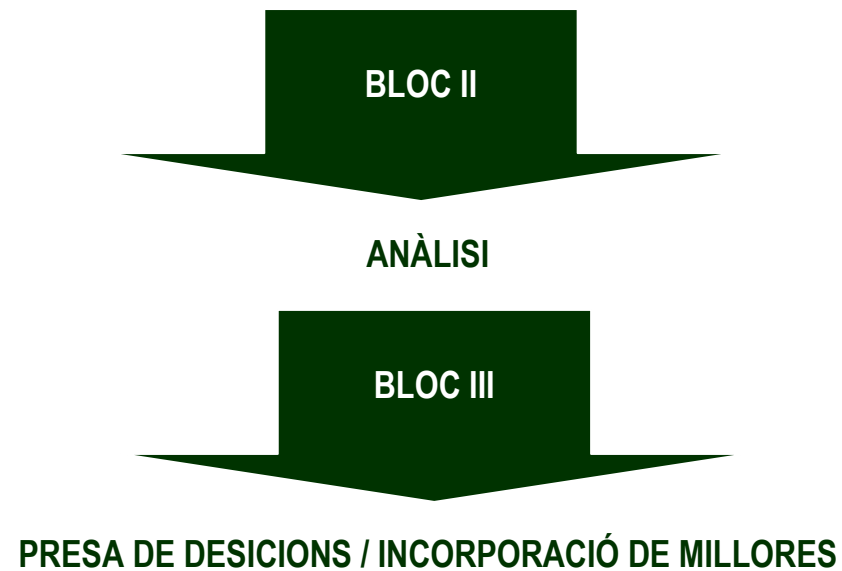 BLOC II
ANÀLISI
BLOC III
PRESA DE DESICIONS / INCORPORACIÓ DE MILLORES